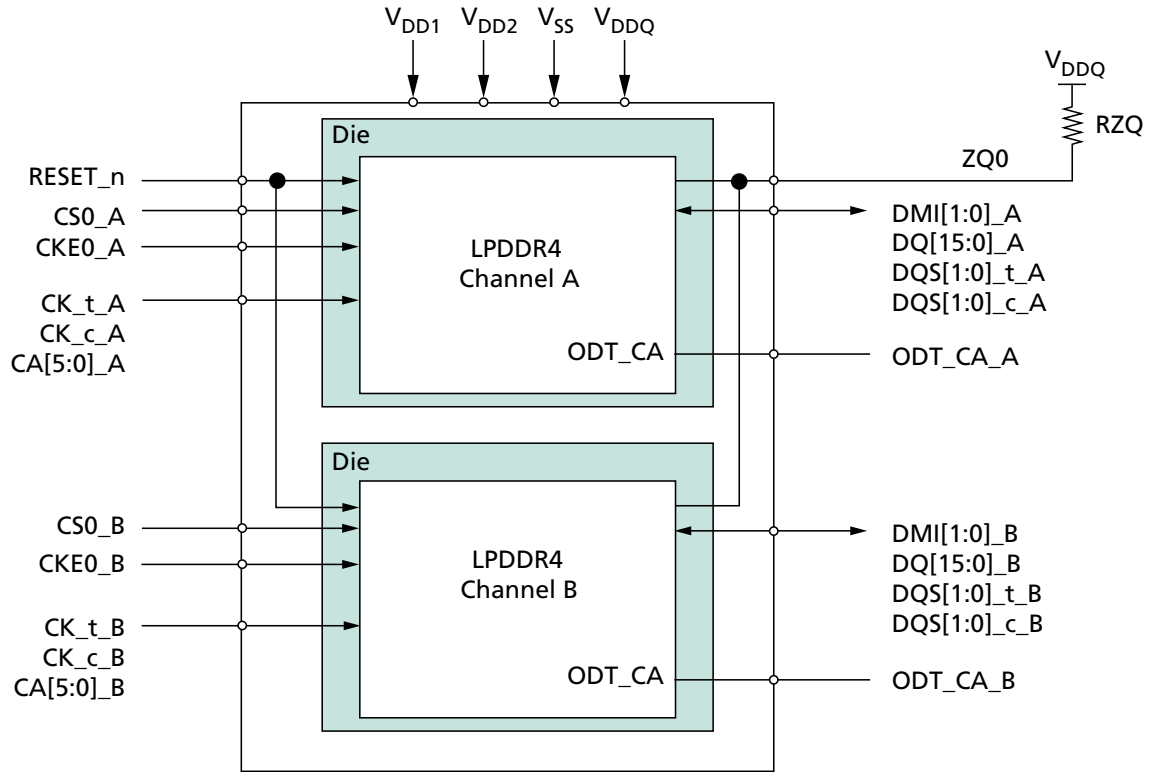 VDD1 VDD2 VSS VDDQ
VDDQ
RZQ
ZQ0
Die
RESET_n
CS0_A
CKE0_A
CK_t_A
CK_c_A
CA[5:0]_A
LPDDR4
Channel A
ODT_CA
DMI[1:0]_A
DQ[15:0]_A
DQS[1:0]_t_A
DQS[1:0]_c_A
ODT_CA_A
Die
CS0_B
CKE0_B
CK_t_B
CK_c_B
CA[5:0]_B
LPDDR4
Channel B
ODT_CA
DMI[1:0]_B
DQ[15:0]_B
DQS[1:0]_t_B
DQS[1:0]_c_B
ODT_CA_B